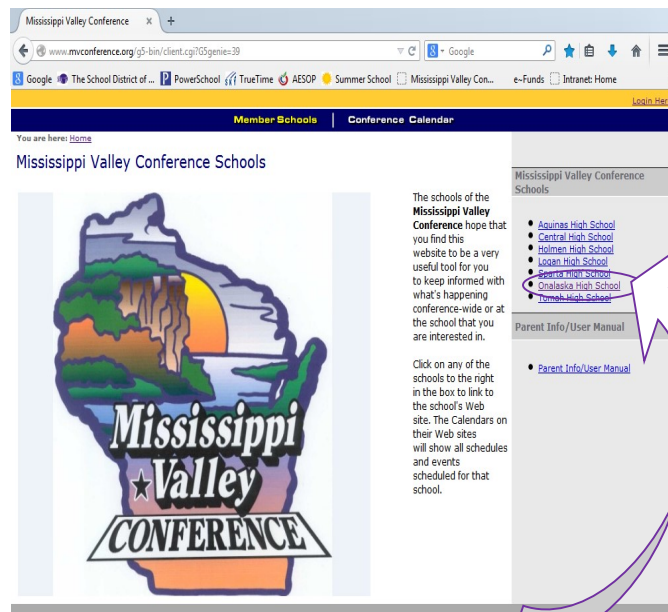 Mississippi Valley Conference x +
www.mvconference.org/g5-bin/client.cgi?G5genie=39
Google
Google The School District of ... PowerSchool TrueTime AESOP Summer School Mississippi Valley Con... e~Funds Intranet: Home
Login Her
Member Schools | Conference Calendar
You are here: Home
Mississippi Valley Conference Schools
Mississippi
Valley
CONFERENCE
The schools of the
Mississippi Valley
Conference hope that
you find this
website to be a very
useful tool for you
to keep informed with
what's happening
conference-wide or at
the school that you
are interested in.
Click on any of the
schools to the right
in the box to link to
the school's Web
site. The Calendars on
their Web sites
will show all schedules
and events
scheduled for that
school.
Mississippi Valley Conference
Schools
Aquinas High School
Central High School
Holmen High School
Logan High School
Sparta High School
Onalaska High School
Tomah High School
Parent Info/User Manual
Parent Info/User Manual